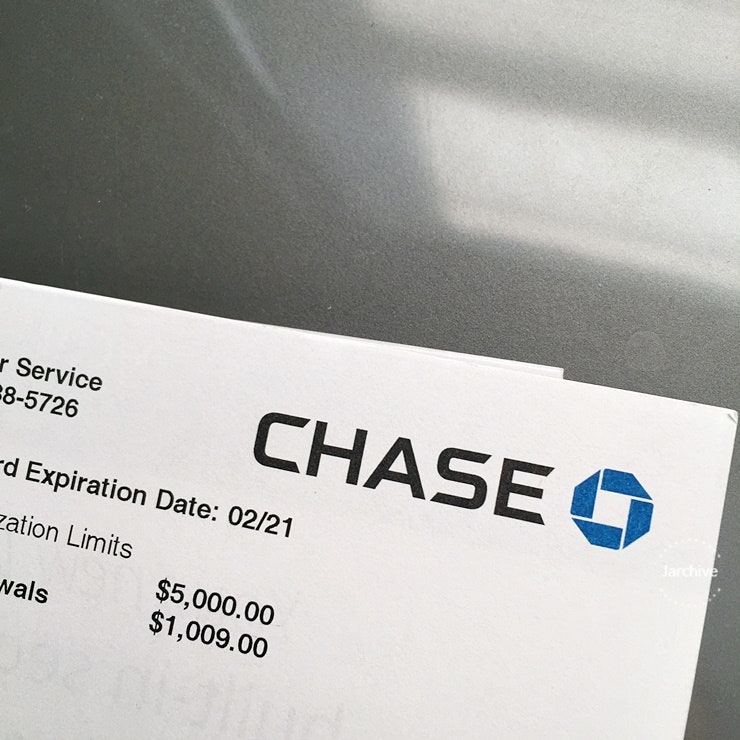 r Service
38-5726
CHASE
rd Expiration Date: 02/21
zation Limits
$5,000.00
wals
$1,009.00
Jarchive